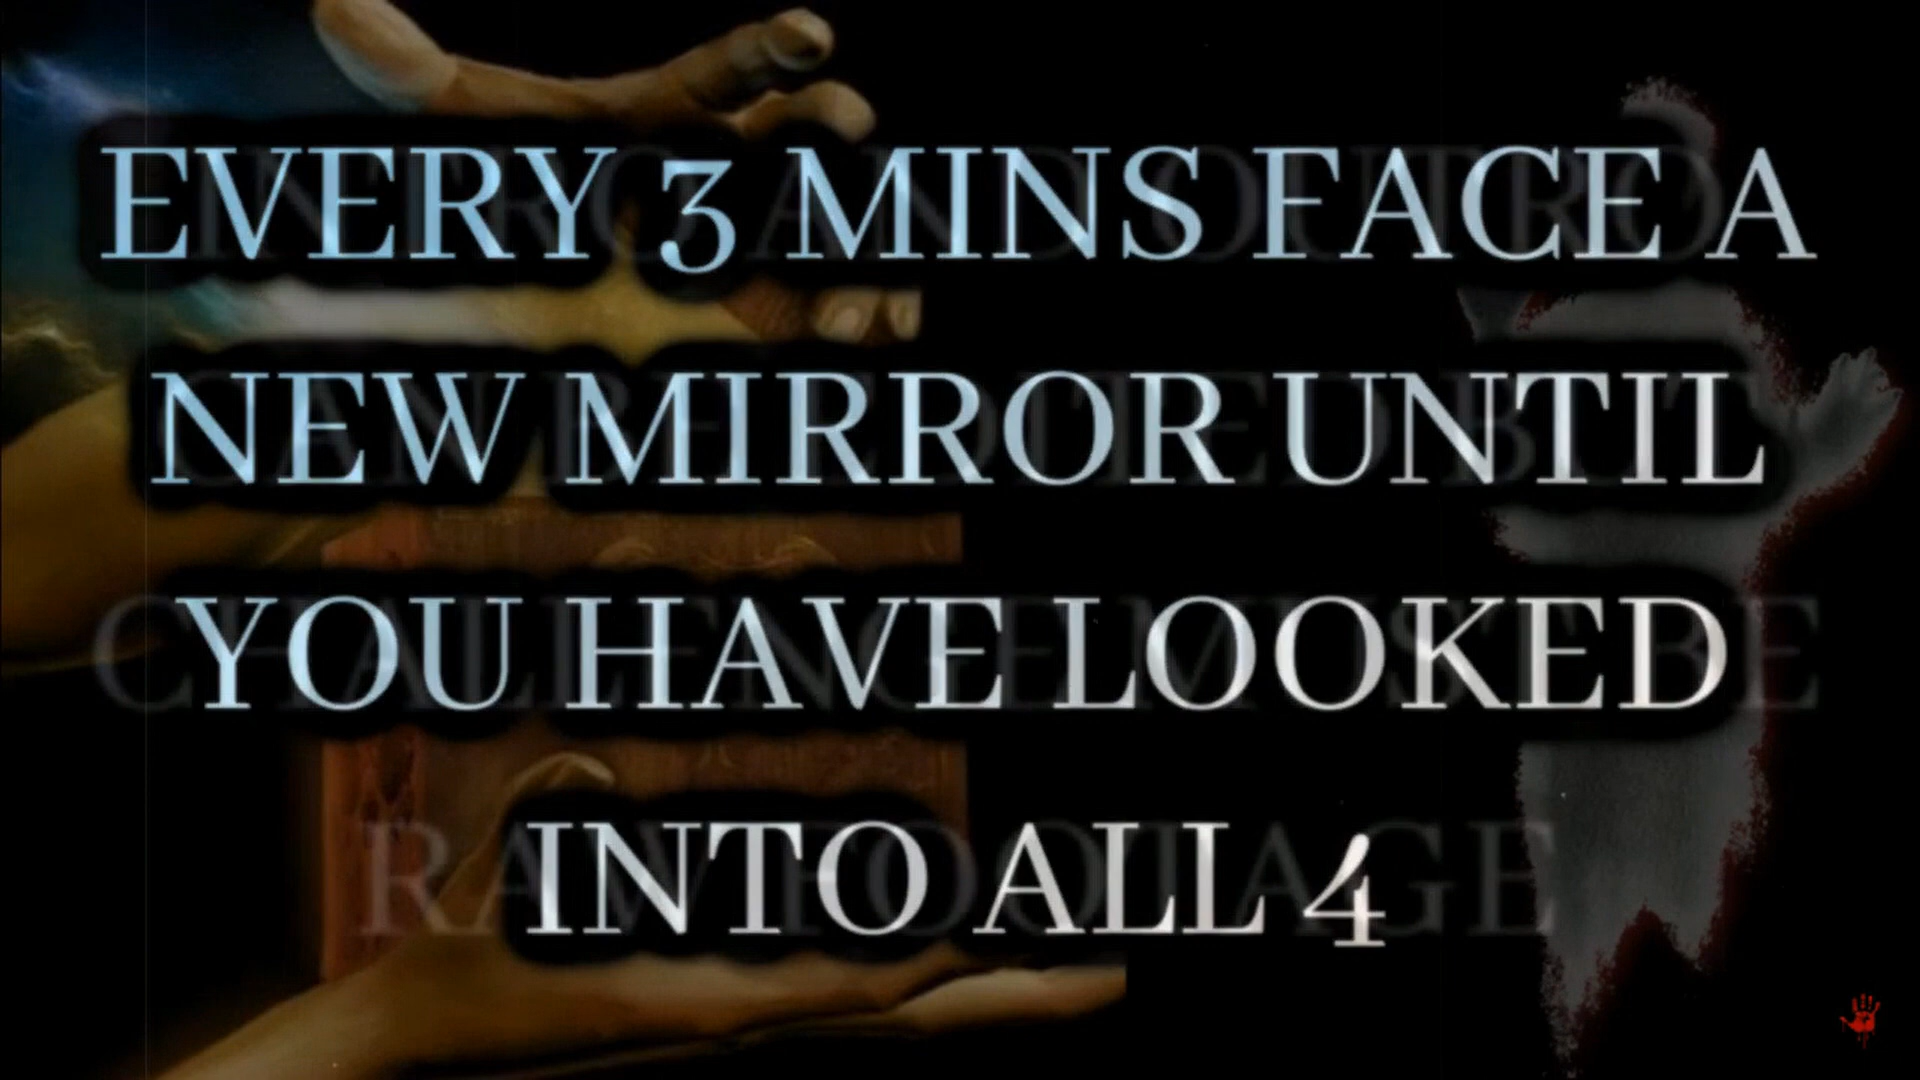 EVERY 3 MINS FACE A
NEW MIRROR UNTIL
YOU HAVE LOOKED
INTO ALL 4